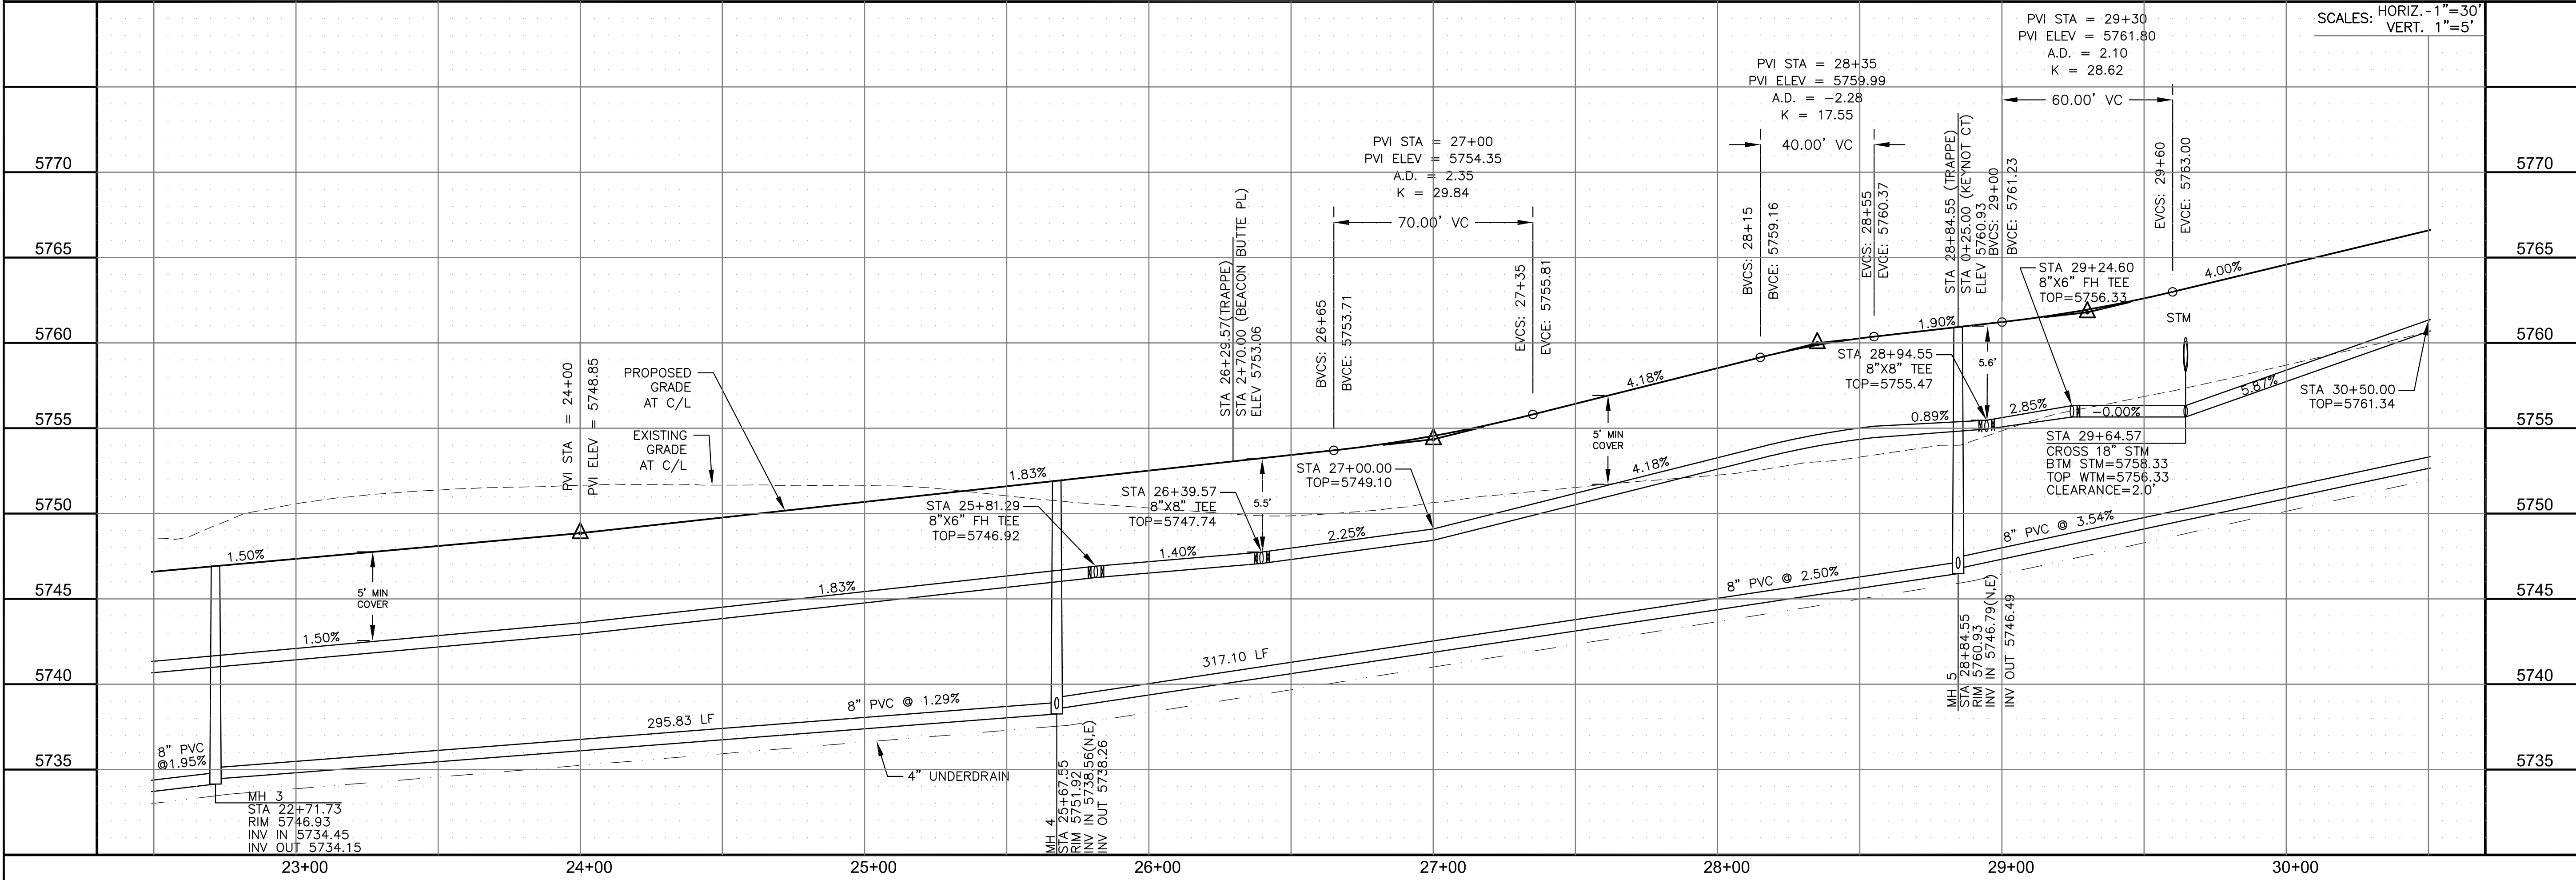 SCALES: HORIZ.-1"=30'
VERT. 1"=5'
PVI STA = 29+30
PVI ELEV = 5761.80
A.D. = 2.10
K = 28.62
60.00' VC
PVI STA = 28+35
PVI ELEV = 5759.99
A.D. = -2.28
K = 17.55
40.00' VC
PVI STA = 27+00
PVI ELEV = 5754.35
A.D. = 2.35
K = 29.84
70.00' VC
5770
5765
5760
5755
5750
5745
5740
5735
5770
5765
5760
5755
5750
5745
5740
5735
PVI STA = 24+00
PVI ELEV = 5748.85
PROPOSED
GRADE
AT C/L
EXISTING
GRADE
AT C/L
STA 26+29.57(TRAPPE)
STA 2+70.00 (BEACON BUTTE PL)
ELEV 5753.06
BVCS: 26+65
BVCE: 5753.71
EVCS: 27+35
EVCE: 5755.81
BVCS: 28+15
BVCE: 5759.16
EVCS: 28+55
EVCE: 5760.37
STA 28+84.55 (TRAPPE)
STA 0+25.00 (KEYNOT CT)
ELEV 5760.93
BVCS: 29+00
BVCE: 5761.23
EVCS: 29+60
EVCE: 5763.00
STA 29+24.60
8"X6" FH TEE
TOP=5756.33
STM
4.00%
1.90%
4.18%
1.83%
1.50%
5' MIN
COVER
1.50%
1.83%
STA 25+81.29
8"X6" FH TEE
TOP=5746.92
STA 26+39.57
8"X8" TEE
TOP=5747.74
5.5'
1.40%
STA 27+00.00
TOP=5749.10
2.25%
4.18%
5' MIN
COVER
STA 28+94.55
8"X8" TEE
TOP=5755.47
5.6'
0.89%
2.85%
-0.00%
5.87%
STA 30+50.00
TOP=5761.34
STA 29+64.57
CROSS 18" STM
BTM STM=5758.33
TOP WTM=5756.33
CLEARANCE=2.0'
8" PVC @ 3.54%
8" PVC @ 2.50%
317.10 LF
8" PVC @ 1.29%
295.83 LF
8" PVC
@1.95%
4" UNDERDRAIN
MH 3
STA 22+71.73
RIM 5746.93
INV IN 5734.45
INV OUT 5734.15
MH 4
STA 25+67.55
RIM 5751.92
INV IN 5738.56(N,E)
INV OUT 5738.26
MH 5
STA 28+84.55
RIM 5760.93
INV IN 5746.79(N,E)
INV OUT 5746.49
23+00
24+00
25+00
26+00
27+00
28+00
29+00
30+00